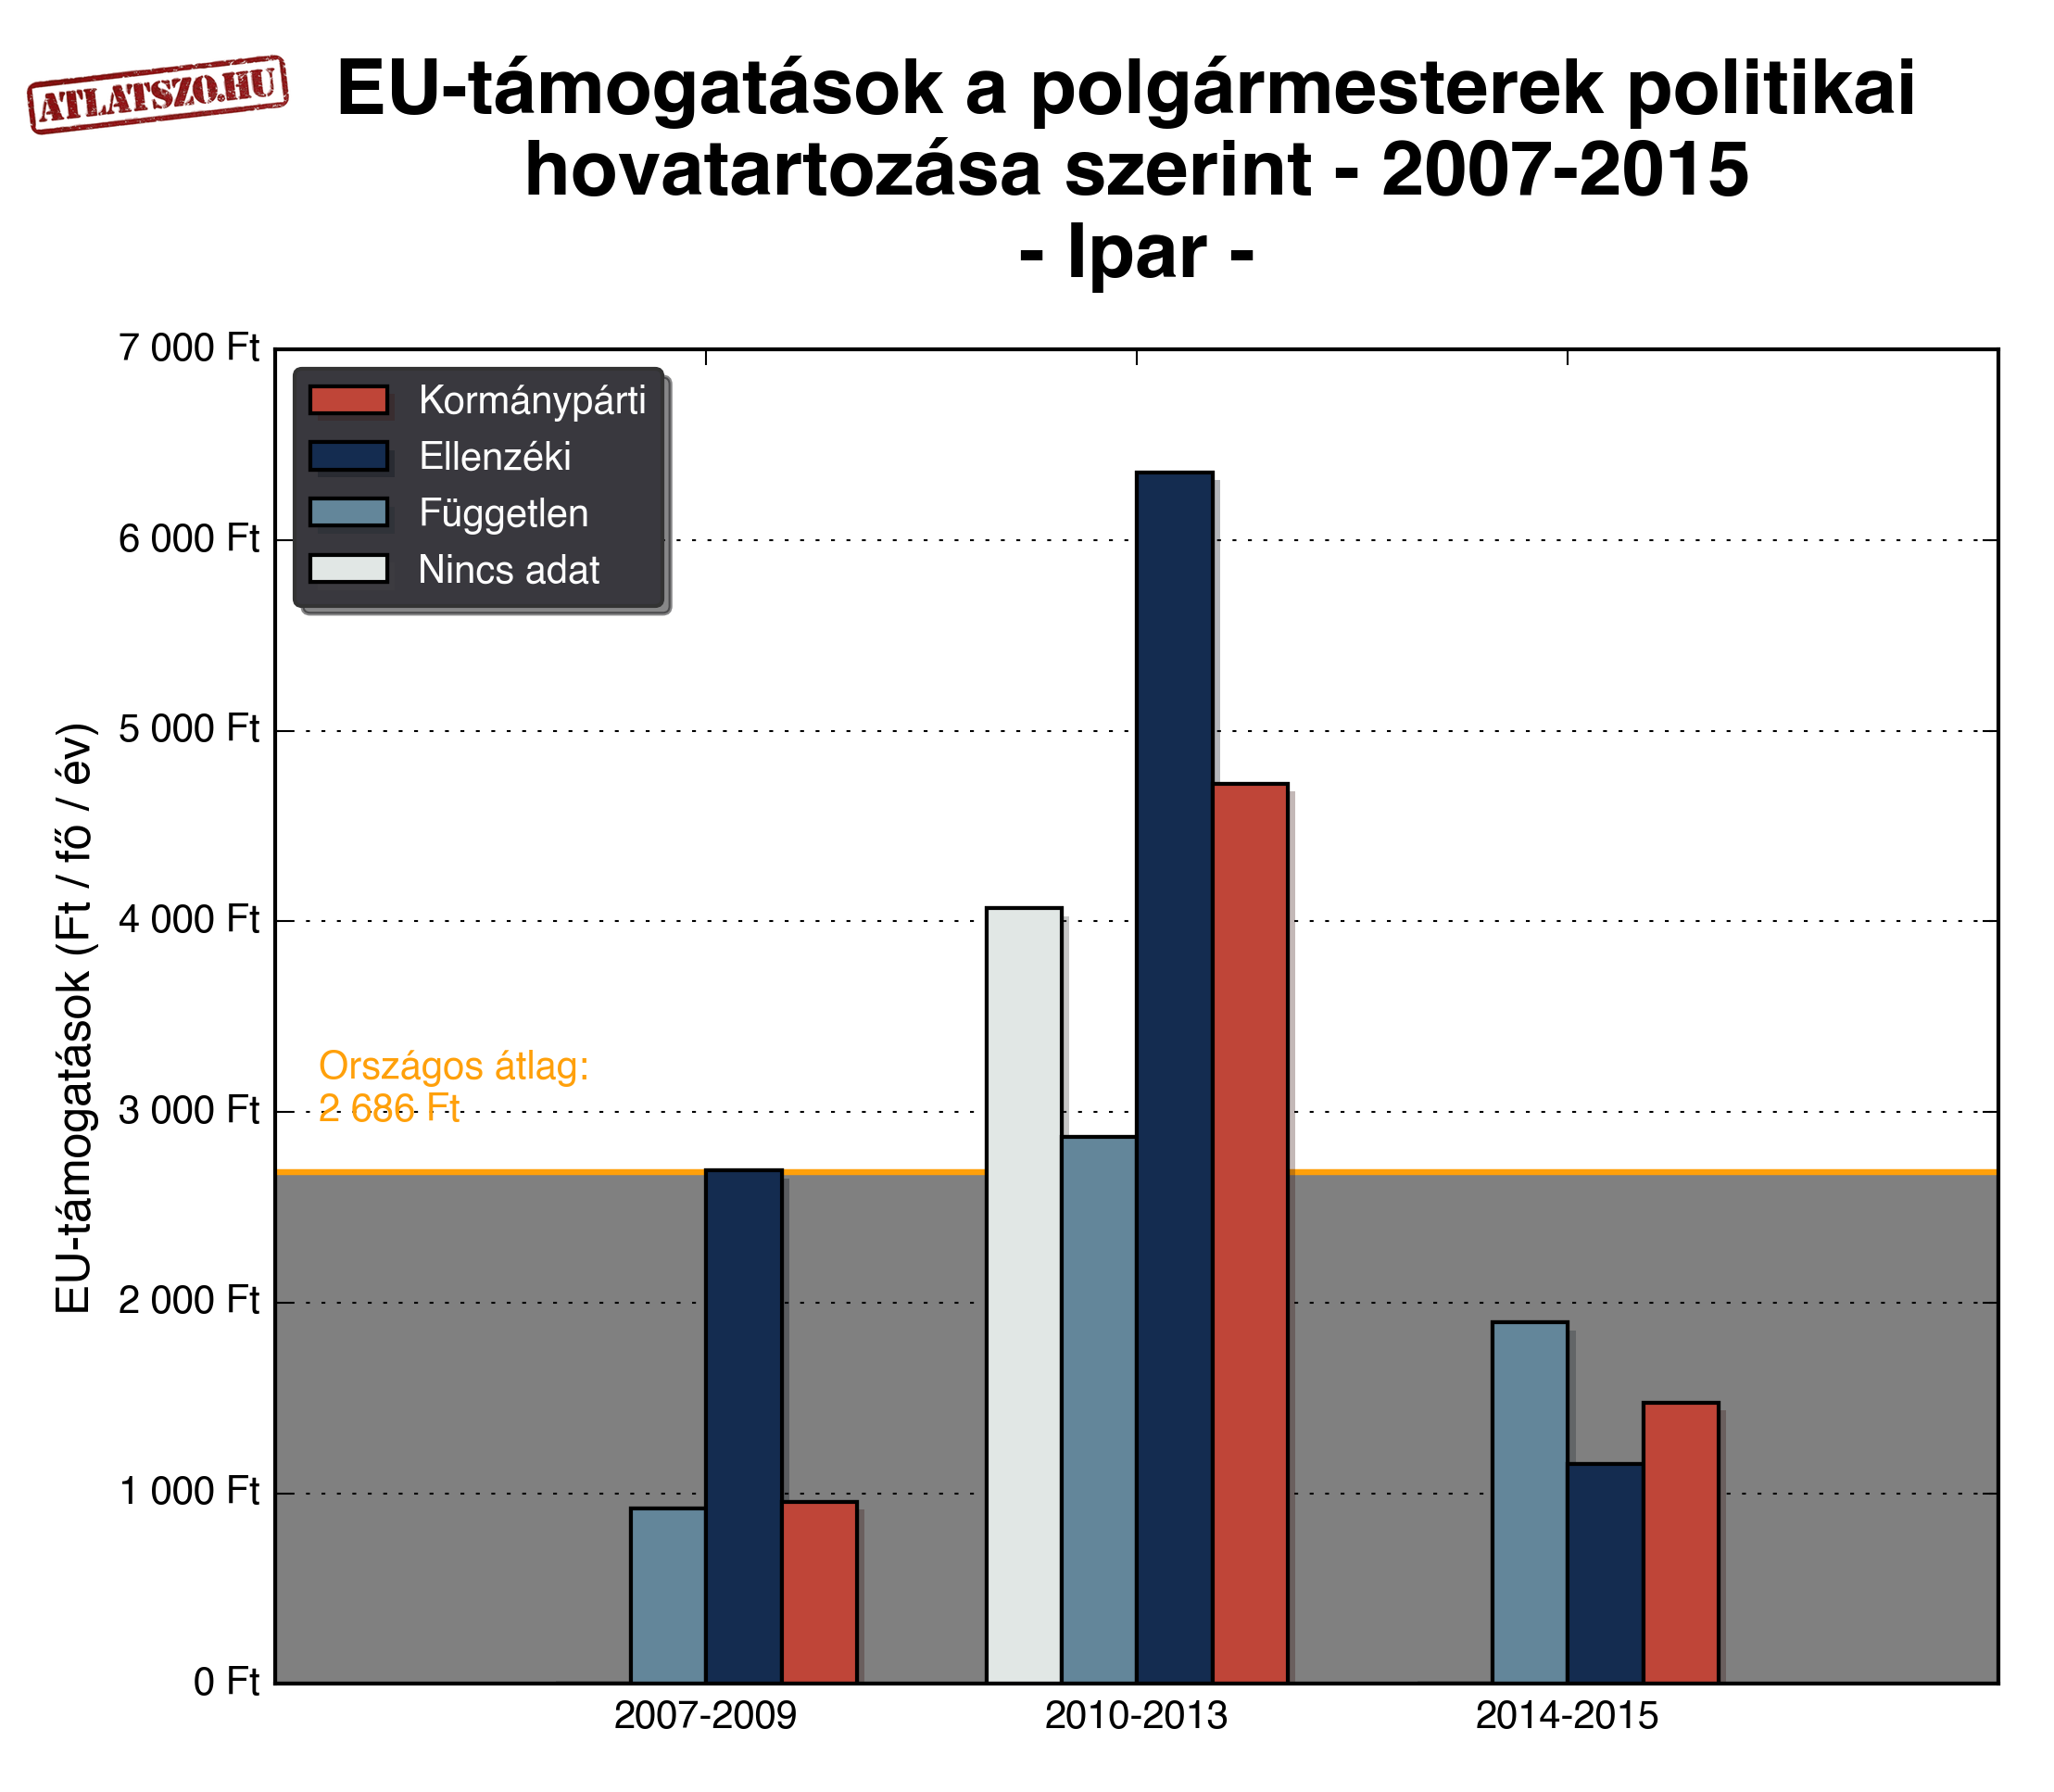 ATLATSZO.HU
EU-támogatások a polgármesterek politikai
hovatartozása szerint - 2007-2015
- Ipar -
EU-támogatások (Ft / fő / év)
7 000 Ft
6 000 Ft
5 000 Ft
4 000 Ft
3 000 Ft
2 000 Ft
1 000 Ft
0 Ft
Kormánypárti
Ellenzéki
Független
Nincs adat
Országos átlag:
2 686 Ft
2007-2009
2010-2013
2014-2015